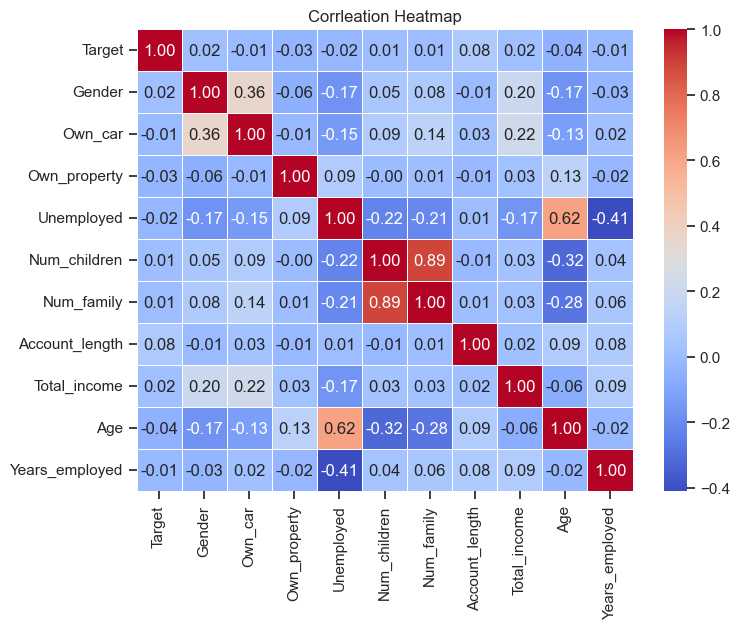 Corrleation Heatmap
Target 1.00 0.02 -0.01 -0.03 -0.02 0.01 0.01 0.08 0.02 -0.04 -0.01
Gender 0.02 1.00 0.36 -0.06 -0.17 0.05 0.08 -0.01 0.20 -0.17 -0.03
Own_car -0.01 0.36 1.00 -0.01 -0.15 0.09 0.14 0.03 0.22 -0.13 0.02
Own_property -0.03 -0.06 -0.01 1.00 0.09 -0.00 0.01 -0.01 0.03 0.13 -0.02
Unemployed -0.02 -0.17 -0.15 0.09 1.00 -0.22 -0.21 0.01 -0.17 0.62 -0.41
Num_children 0.01 0.05 0.09 -0.00 -0.22 1.00 0.89 -0.01 0.03 -0.32 0.04
Num_family 0.01 0.08 0.14 0.01 -0.21 0.89 1.00 0.01 0.03 -0.28 0.06
Account_length 0.08 -0.01 0.03 -0.01 0.01 -0.01 0.01 1.00 0.02 0.09 0.08
Total_income 0.02 0.20 0.22 0.03 -0.17 0.03 0.03 0.02 1.00 -0.06 0.09
Age -0.04 -0.17 -0.13 0.13 0.62 -0.32 -0.28 0.09 -0.06 1.00 -0.02
Years_employed -0.01 -0.03 0.02 -0.02 -0.41 0.04 0.06 0.08 0.09 -0.02 1.00
Target
Gender
Own_car
Own_property
Unemployed
Num_children
Num_family
Account_length
Total_income
Age
Years_employed
1.0
0.8
0.6
0.4
0.2
0.0
−0.2
−0.4